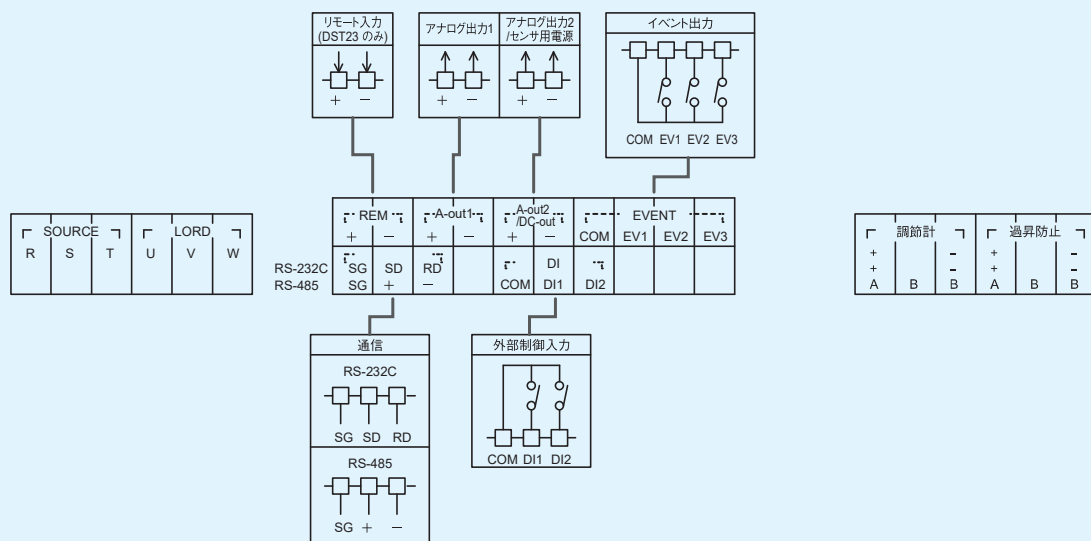 リモート入力
(DST23 のみ)
+ −
アナログ出力1
+ −
アナログ出力2
/センサ用電源
+ −
イベント出力
COM EV1 EV2 EV3
SOURCE LORD
R S T U V W
REM A-out1 A-out2
/DC-out EVENT
+ − + − + − COM EV1 EV2 EV3
RS-232C SG SD RD DI
RS-485 SG + − COM DI1 DI2
調節計 過昇防止
+ - + -
+ - + -
A B B A B B
通信
RS-232C
SG SD RD
RS-485
SG + −
外部制御入力
COM DI1 DI2